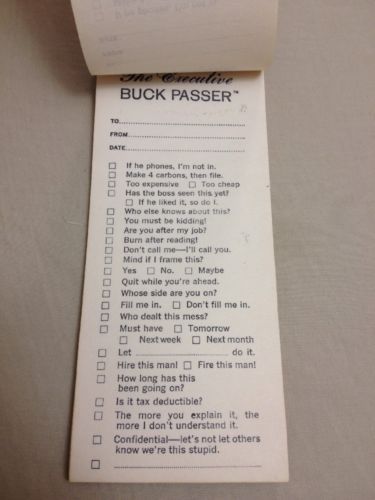 The Executive
BUCK PASSER™
TO
FROM
DATE
☐ If he phones, I'm not in.
☐ Make 4 carbons, then file.
☐ Too expensive ☐ Too cheap
☐ Has the boss seen this yet?
☐ If he liked it, so do I.
☐ Who else knows about this?
☐ You must be kidding!
☐ Are you after my job?
☐ Burn after reading!
☐ Don't call me—I'll call you.
☐ Mind if I frame this?
☐ Yes ☐ No. ☐ Maybe
☐ Quit while you're ahead.
☐ Whose side are you on?
☐ Fill me in. ☐ Don't fill me in.
☐ Who dealt this mess?
☐ Must have ☐ Tomorrow
☐ Next week ☐ Next month
☐ Let ........................ do it.
☐ Hire this man! ☐ Fire this man!
☐ How long has this
been going on?
☐ Is it tax deductible?
☐ The more you explain it, the
more I don't understand it.
☐ Confidential—let's not let others
know we're this stupid.
☐